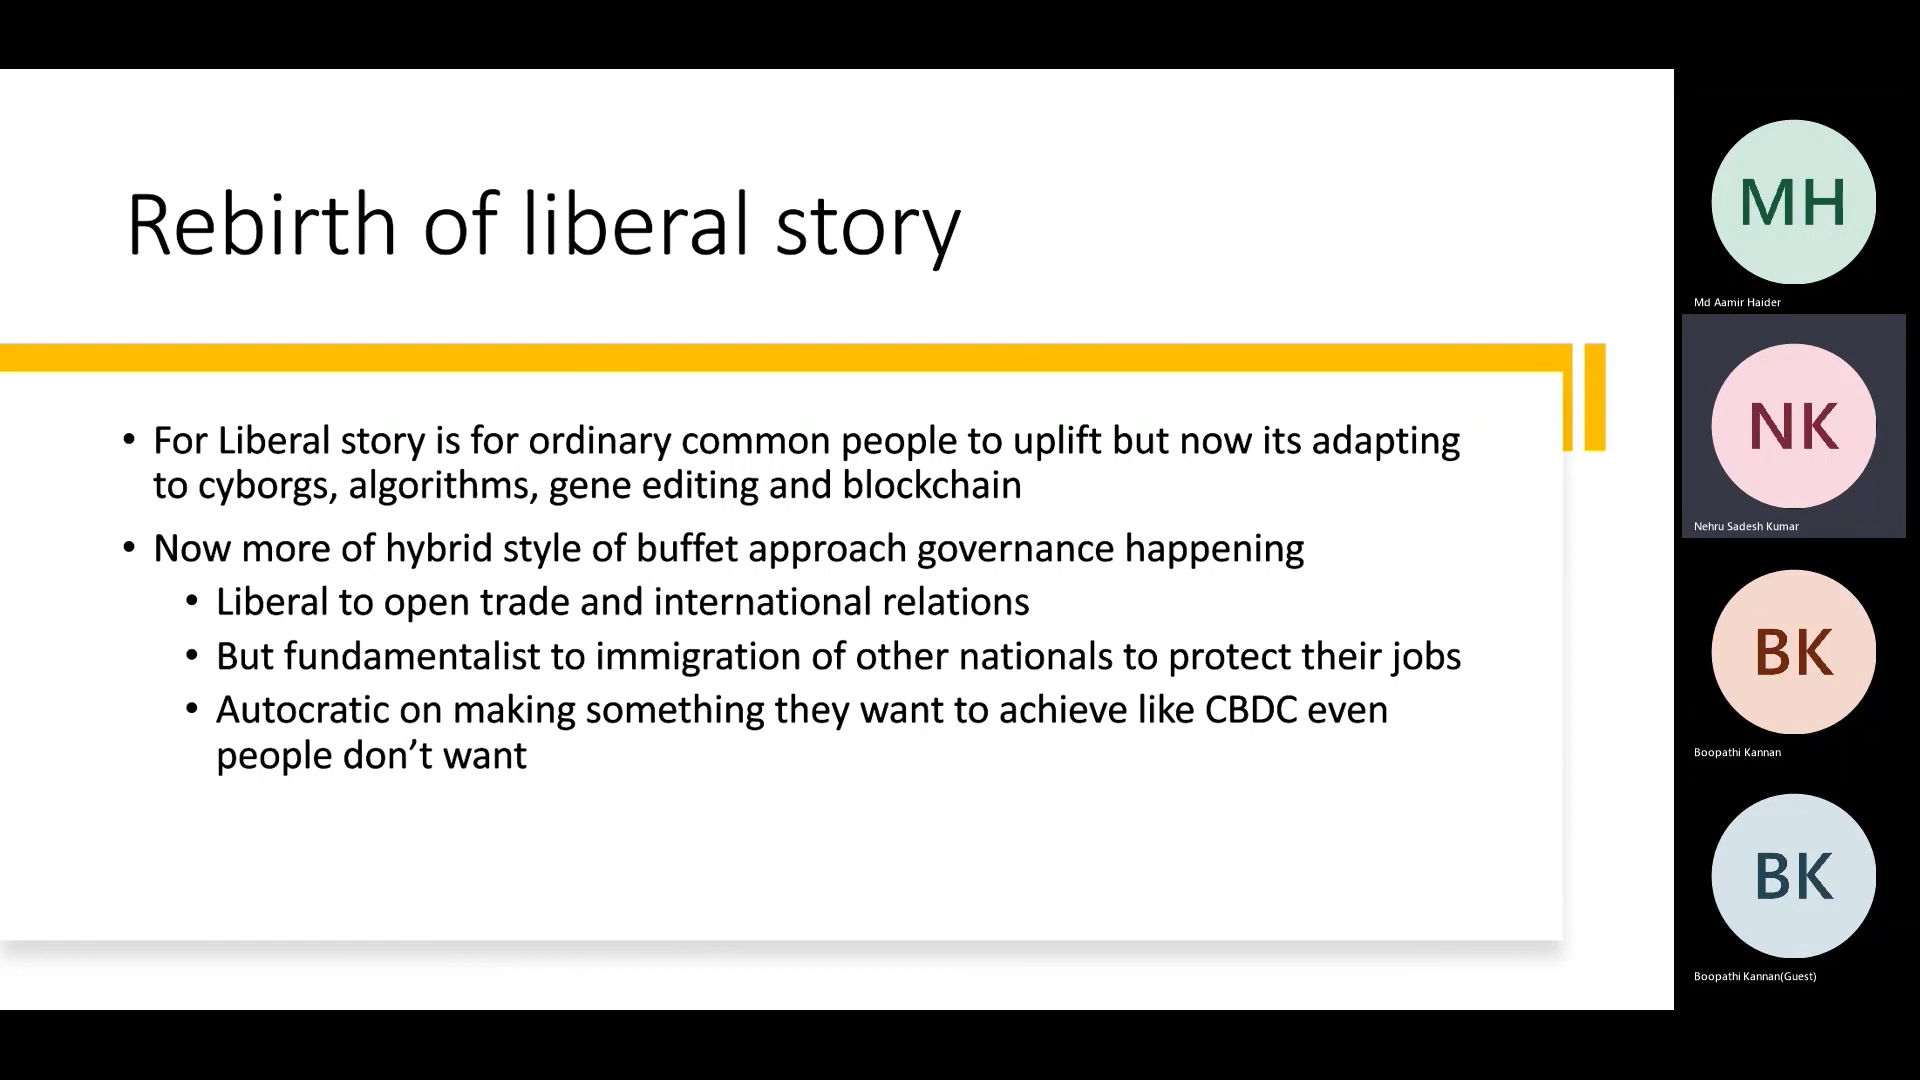 Rebirth of liberal story
• For Liberal story is for ordinary common people to uplift but now its adapting
to cyborgs, algorithms, gene editing and blockchain
• Now more of hybrid style of buffet approach governance happening
• Liberal to open trade and international relations
• But fundamentalist to immigration of other nationals to protect their jobs
• Autocratic on making something they want to achieve like CBDC even
people don’t want
MH
Md Aamir Haider
NK
Nehru Sadesh Kumar
BK
Boopathi Kannan
BK
Boopathi Kannan(Guest)